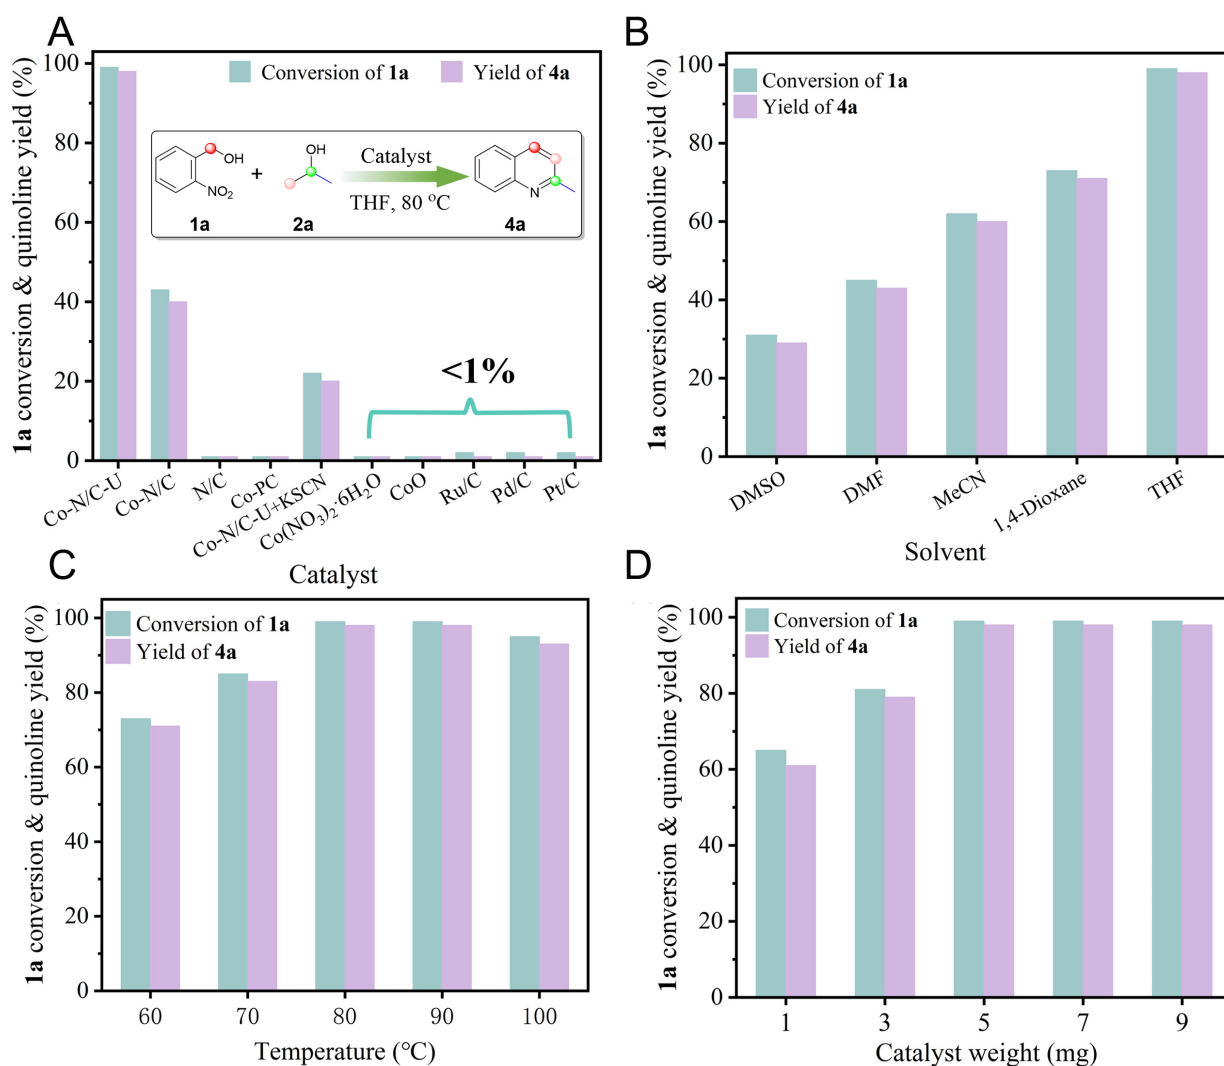 A
1a conversion & quinoline yield (%)
100
80
60
40
20
0
Conversion of 1a
Yield of 4a
OH
NO2
1a
+
OH
2a
Catalyst
THF, 80 °C
N
4a
<1%
Co-N/C-U
Co-N/C
N/C
Co-PC
Co-N/C-U+KSCN
Co(NO3)2·6H2O
CoO
Ru/C
Pd/C
Pt/C
Catalyst
B
1a conversion & quinoline yield (%)
100
80
60
40
20
0
Conversion of 1a
Yield of 4a
DMSO
DMF
MeCN
1,4-Dioxane
THF
Solvent
C
1a conversion & quinoline yield (%)
100
80
60
40
20
0
Conversion of 1a
Yield of 4a
60
70
80
90
100
Temperature (°C)
D
1a conversion & quinoline yield (%)
100
80
60
40
20
0
Conversion of 1a
Yield of 4a
1
3
5
7
9
Catalyst weight (mg)